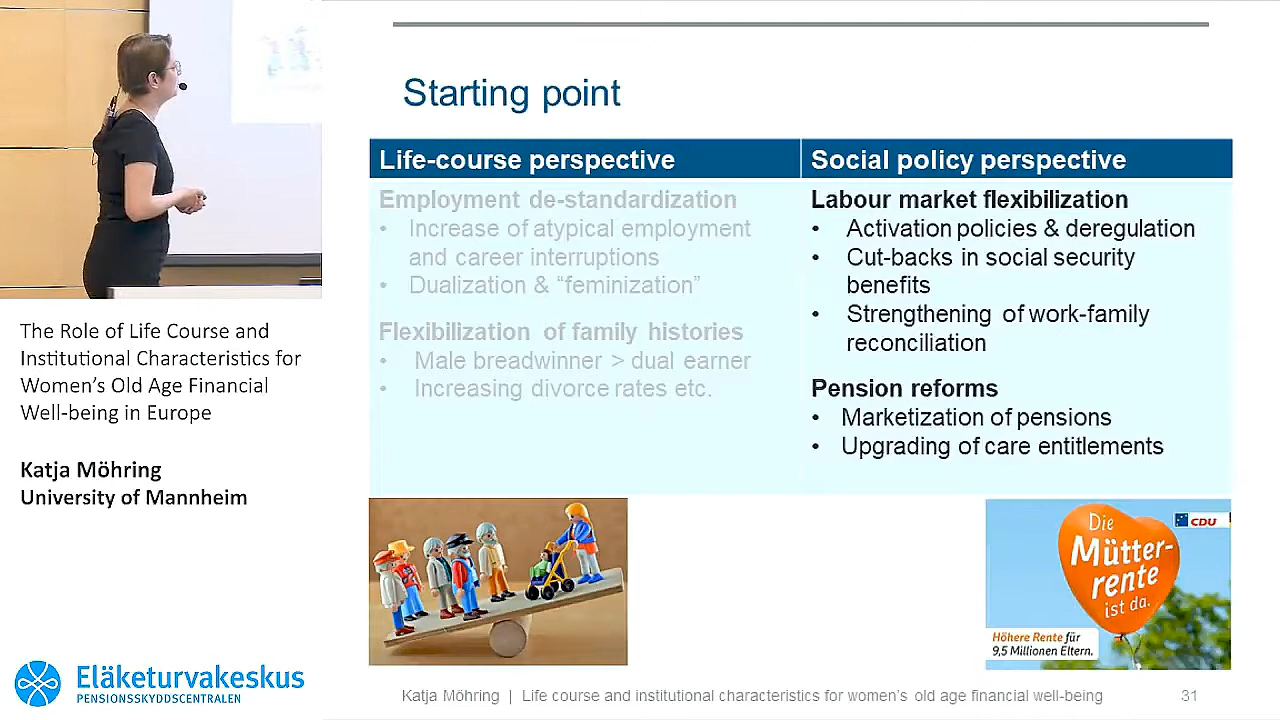 Starting point
Life-course perspective
Employment de-standardization
• Increase of atypical employment
and career interruptions
• Dualization & “feminization”
Flexibilization of family histories
• Male breadwinner > dual earner
• Increasing divorce rates etc.
Social policy perspective
Labour market flexibilization
• Activation policies & deregulation
• Cut-backs in social security
benefits
• Strengthening of work-family
reconciliation
Pension reforms
• Marketization of pensions
• Upgrading of care entitlements
The Role of Life Course and
Institutional Characteristics for
Women’s Old Age Financial
Well-being in Europe
Katja Möhring
University of Mannheim
Die
Mütter-
rente
ist da.
CDU
Höhere Rente für
9,5 Millionen Eltern.
Eläketurvakeskus
PENSIONSSKYDDSCENTRALEN
Katja Möhring | Life course and institutional characteristics for women’s old age financial well-being 31